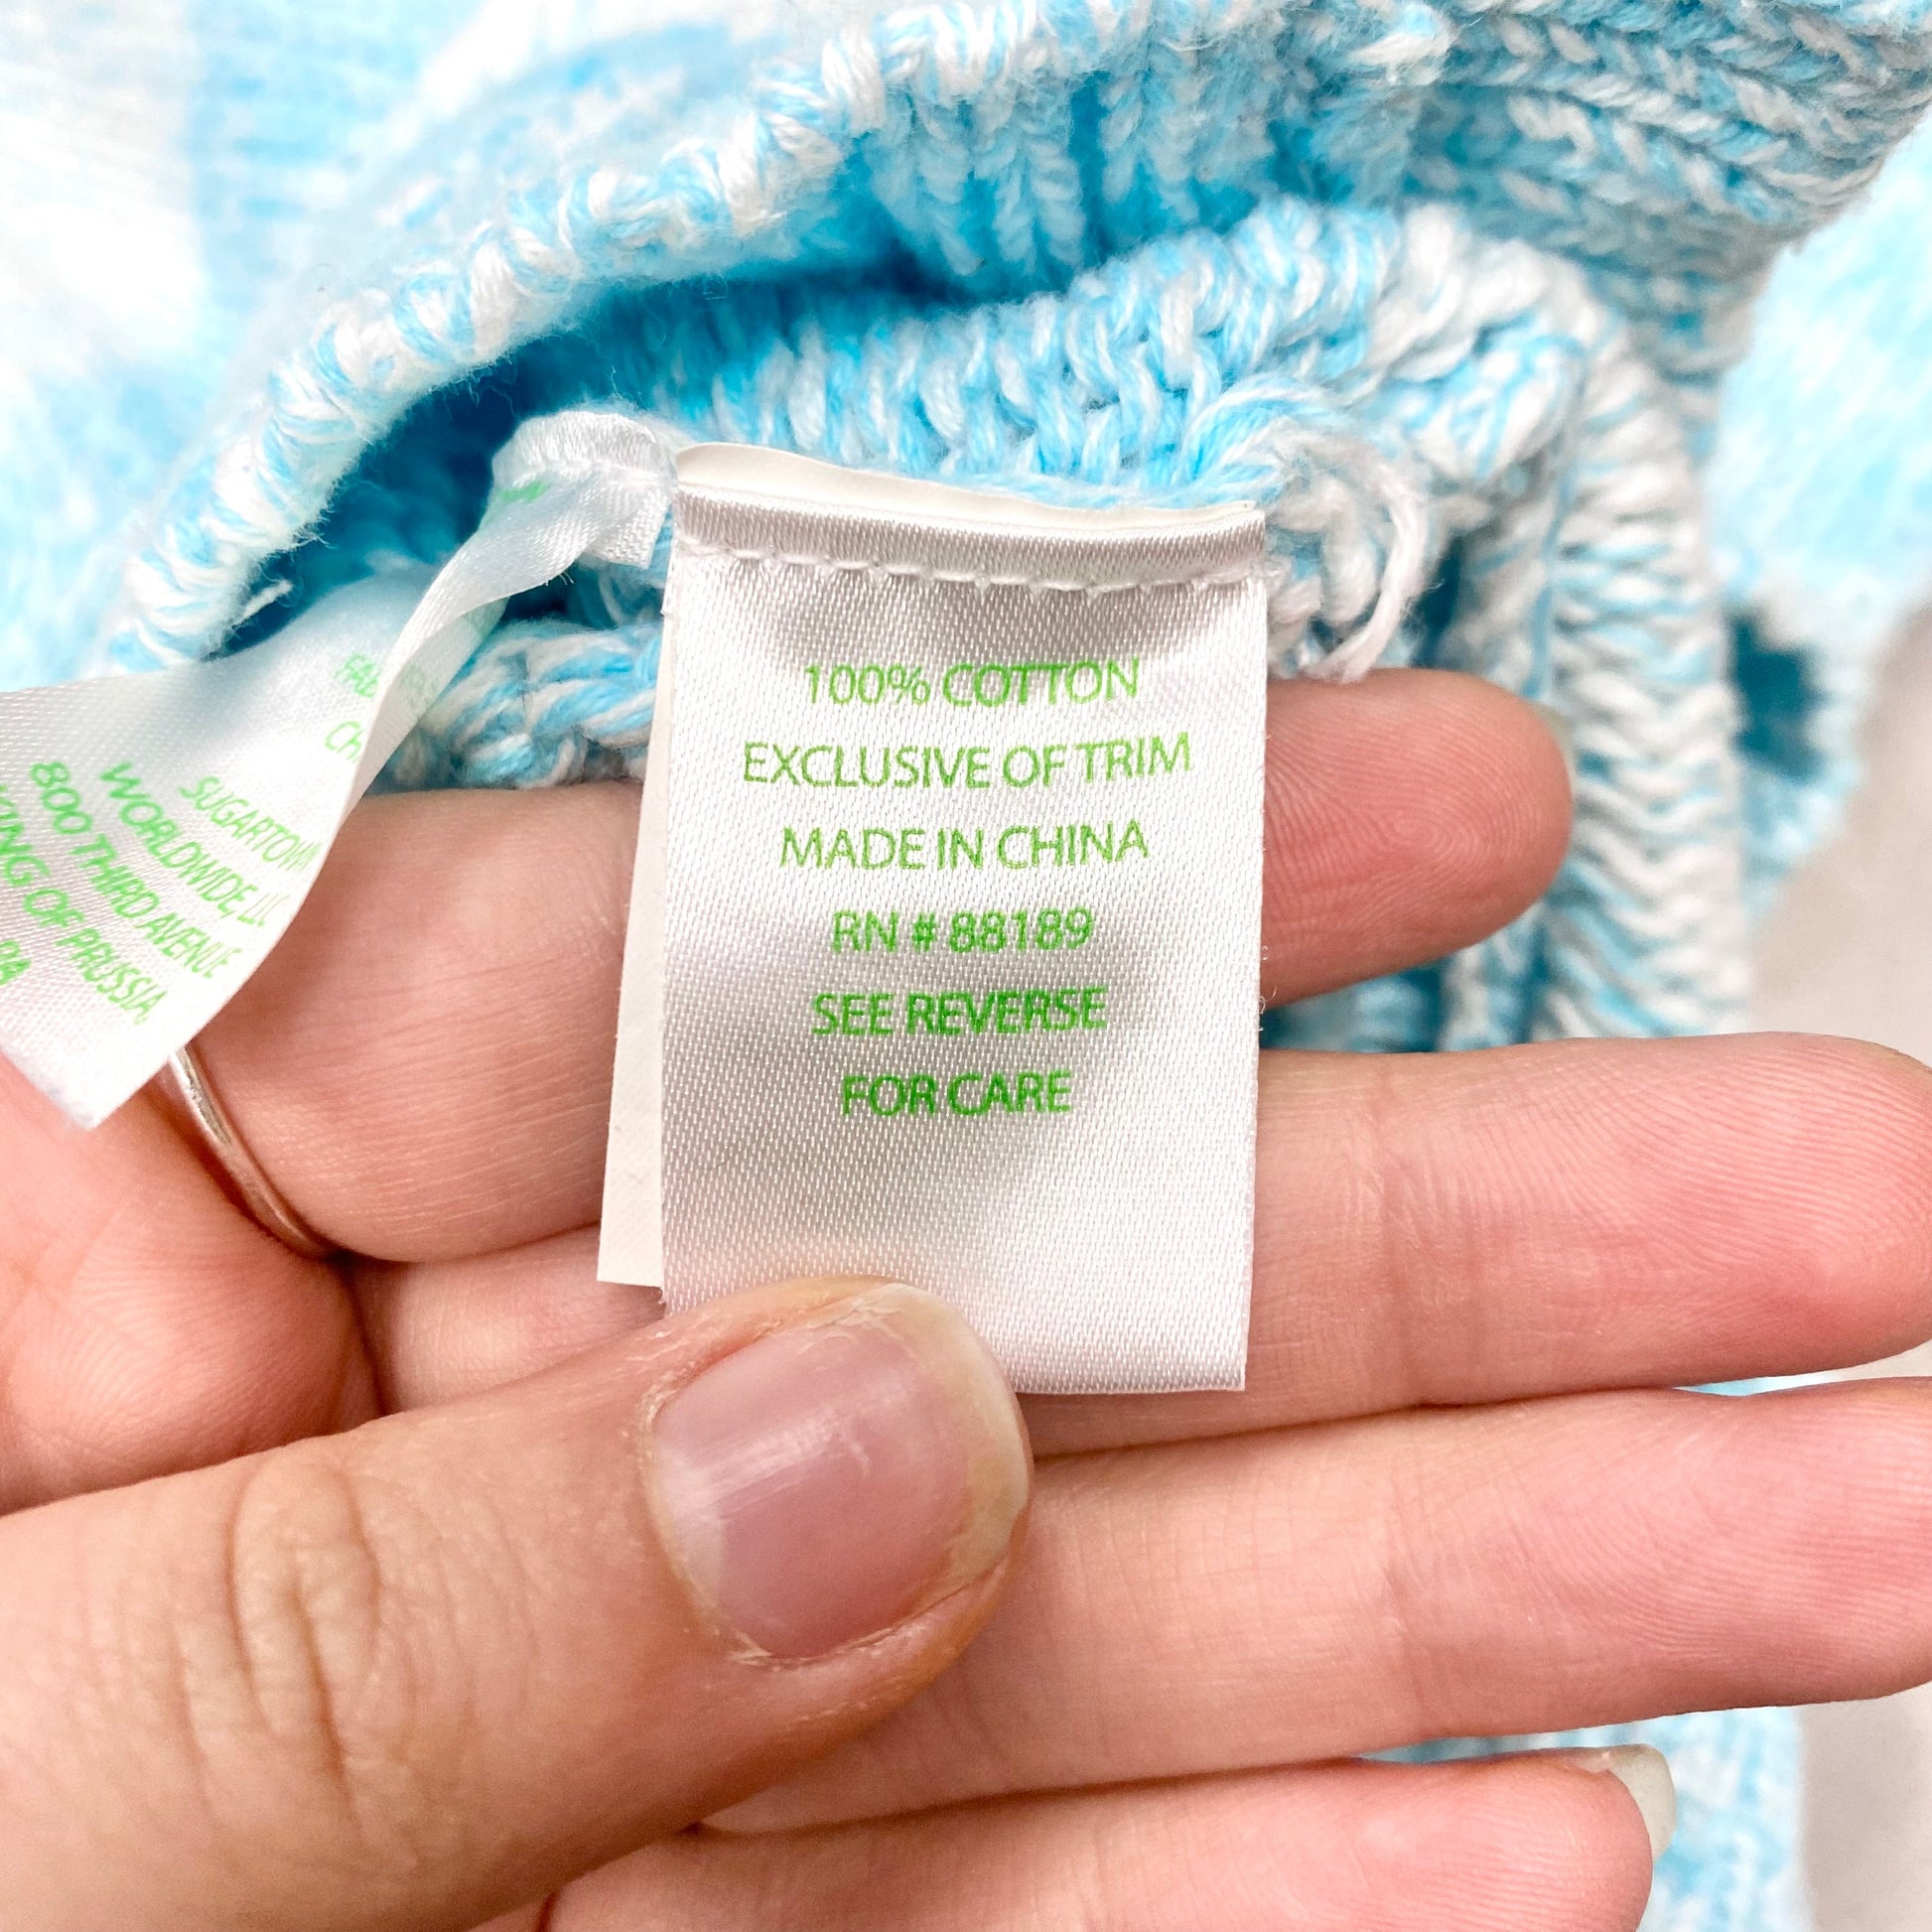 100% COTTON
EXCLUSIVE OF TRIM
MADE IN CHINA
RN # 88189
SEE REVERSE
FOR CARE
SUGARTOWN
WORLDWIDE,
800 THIRD AVENUE
OF PRUSSIA,